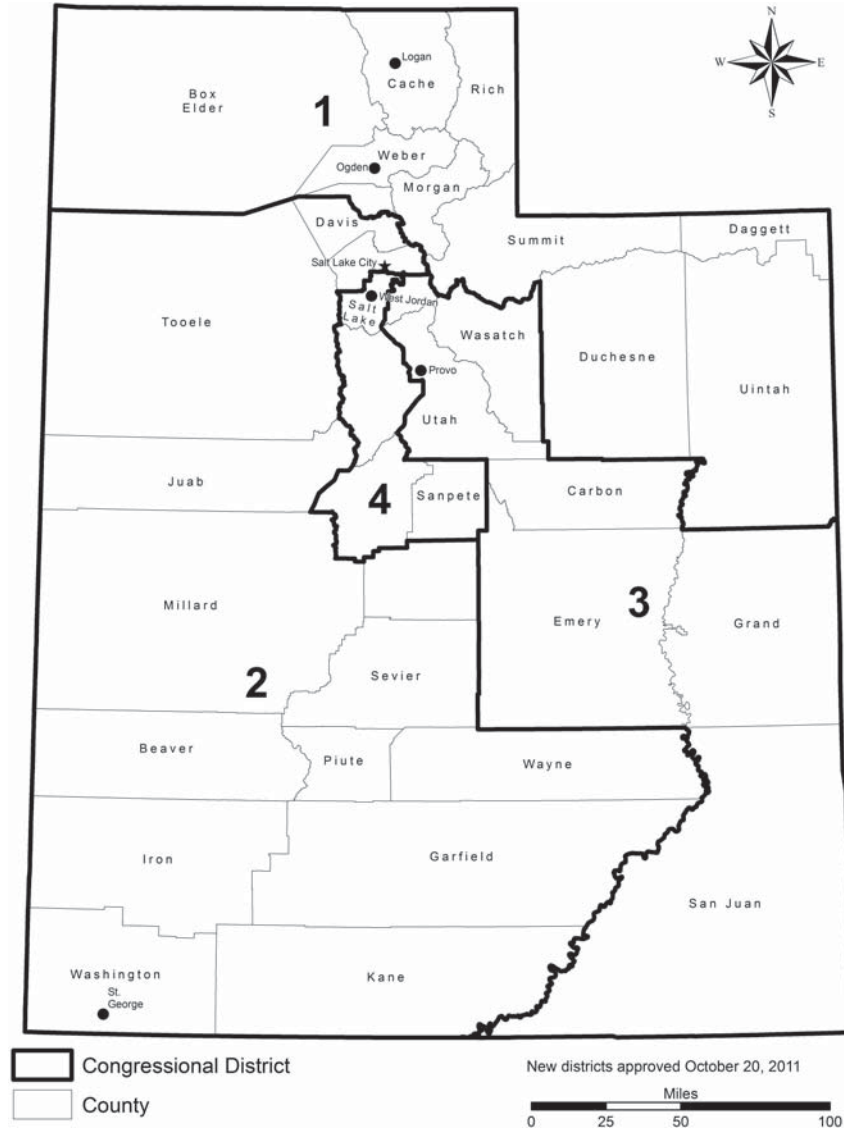 N
W
E
S
Logan
Cache
Rich
Box
Elder
1
Weber
Ogden
Morgan
Davis
Summit
Daggett
Salt Lake City
West Jordan
Salt
Lake
Tooele
Wasatch
Duchesne
Uintah
Provo
Utah
Juab
4
Sanpete
Carbon
Millard
Emery
3
Grand
2
Sevier
Beaver
Piute
Wayne
Iron
Garfield
San Juan
Washington
St.
George
Kane
Congressional District
County
New districts approved October 20, 2011
Miles
0 25 50 100